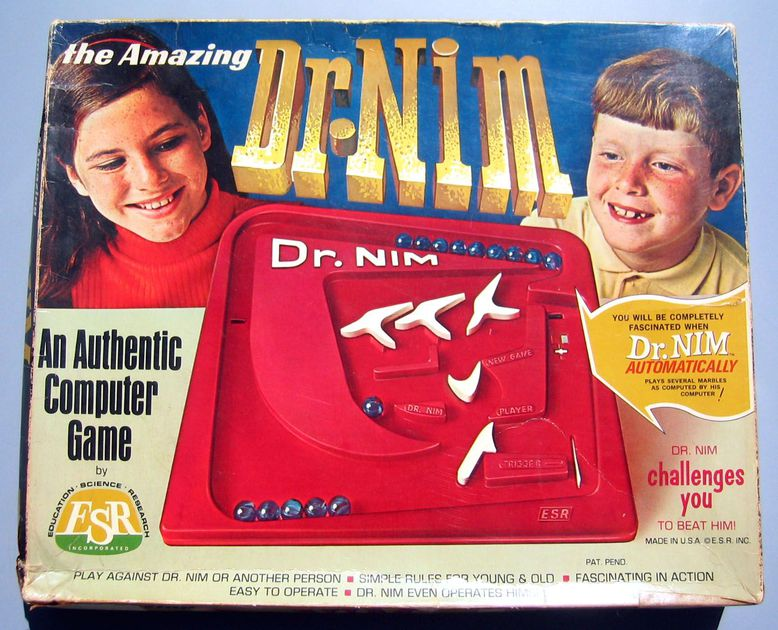 the Amazing
Dr. Nim
Dr. NIM
NEW GAME
DR. NIM
PLAYER
TRIGGER
ESR
An Authentic
Computer
Game
by
EDUCATION · SCIENCE · RESEARCH
ESR
INCORPORATED
YOU WILL BE COMPLETELY
FASCINATED WHEN
Dr. NIM TM
AUTOMATICALLY
PLAYS SEVERAL MARBLES
AS COMPUTED BY HIS
COMPUTER!
DR. NIM
challenges
you
TO BEAT HIM!
MADE IN U.S.A. © E.S.R. INC.
PAT. PEND.
PLAY AGAINST DR. NIM OR ANOTHER PERSON ▪ SIMPLE RULES FOR YOUNG & OLD ▪ FASCINATING IN ACTION
EASY TO OPERATE ▪ DR. NIM EVEN OPERATES